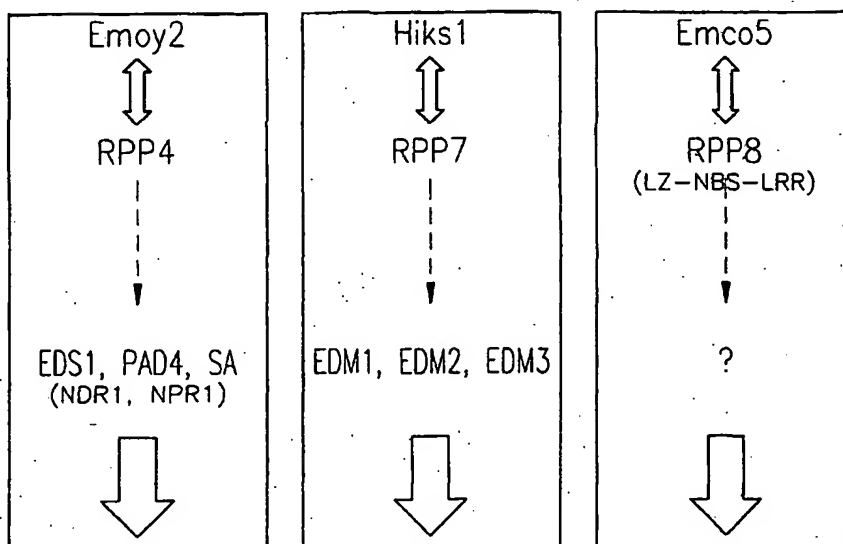 Emoy2
RPP4
EDS1, PAD4, SA
(NDR1, NPR1)
Hiks1
RPP7
EDM1, EDM2, EDM3
Emco5
RPP8
(LZ-NBS-LRR)
?